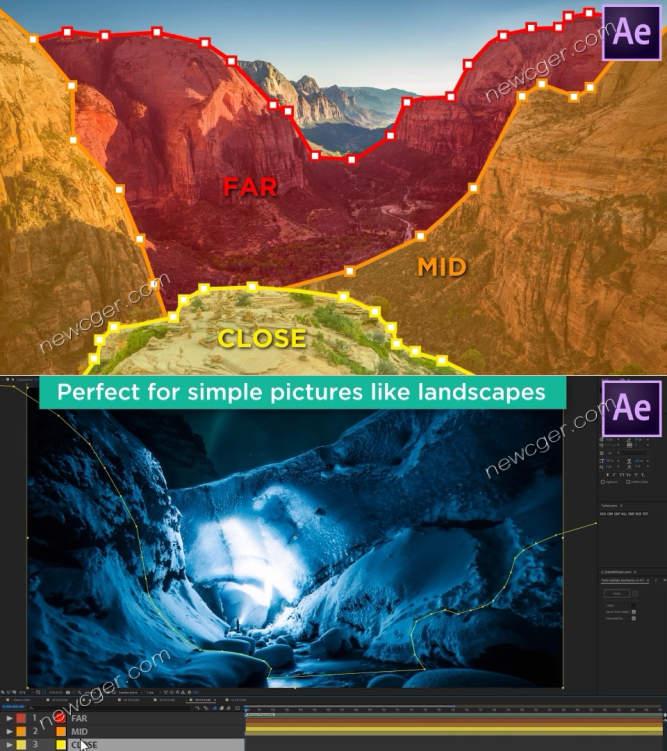 Ae
newcger.com
FAR
MID
newcger.com
CLOSE
Perfect for simple pictures like landscapes
Ae
newcger.com
newcger.com
1 FAR
2 MID
3 CLOSE